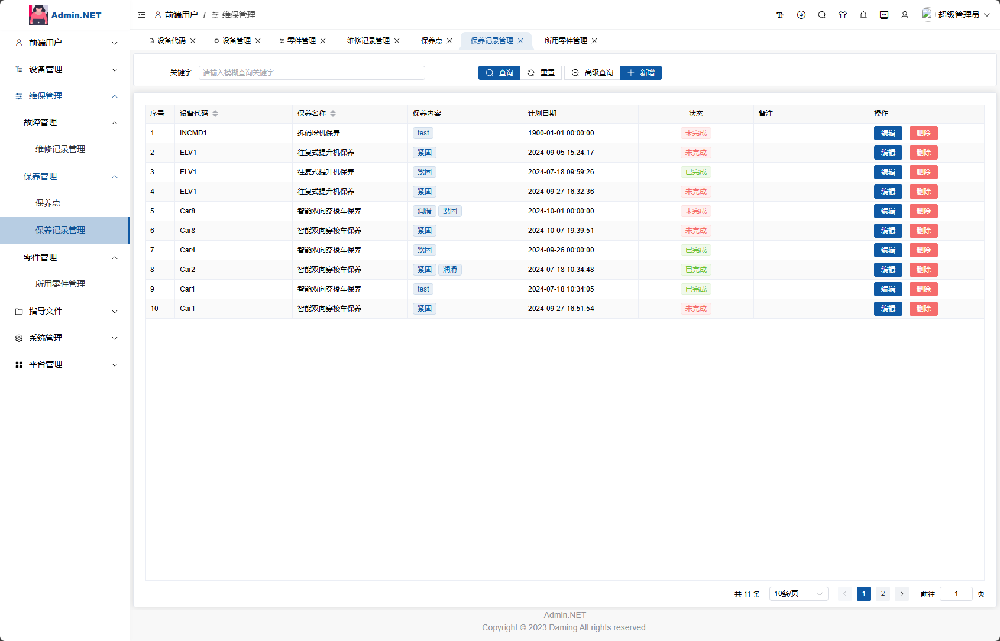 Admin.NET
前端用户
设备管理
维保管理
故障管理
维修记录管理
保养管理
保养点
保养记录管理
零件管理
所用零件管理
指导文件
系统管理
平台管理
前端用户 / 维保管理
超级管理员
设备代码 设备管理 零件管理 维修记录管理 保养点 保养记录管理 所用零件管理
关键字 请输入模糊查询关键字 查询 重置 高级查询 新增
序号 设备代码 保养名称 保养内容 计划日期 状态 备注 操作
1 INCMD1 拆码垛机保养 test 1900-01-01 00:00:00 未完成 编辑 删除
2 ELV1 往复式提升机保养 紧固 2024-09-05 15:24:17 未完成 编辑 删除
3 ELV1 往复式提升机保养 紧固 2024-07-18 09:59:26 已完成 编辑 删除
4 ELV1 往复式提升机保养 紧固 2024-09-27 16:32:36 未完成 编辑 删除
5 Car8 智能双向穿梭车保养 润滑 紧固 2024-10-01 00:00:00 未完成 编辑 删除
6 Car8 智能双向穿梭车保养 紧固 2024-10-07 19:39:51 未完成 编辑 删除
7 Car4 智能双向穿梭车保养 紧固 2024-09-26 00:00:00 已完成 编辑 删除
8 Car2 智能双向穿梭车保养 紧固 润滑 2024-07-18 10:34:48 已完成 编辑 删除
9 Car1 智能双向穿梭车保养 test 2024-07-18 10:34:05 已完成 编辑 删除
10 Car1 智能双向穿梭车保养 紧固 2024-09-27 16:51:54 未完成 编辑 删除
共 11 条 10条/页 1 2 前往 1 页
Admin.NET
Copyright © 2023 Daming All rights reserved.